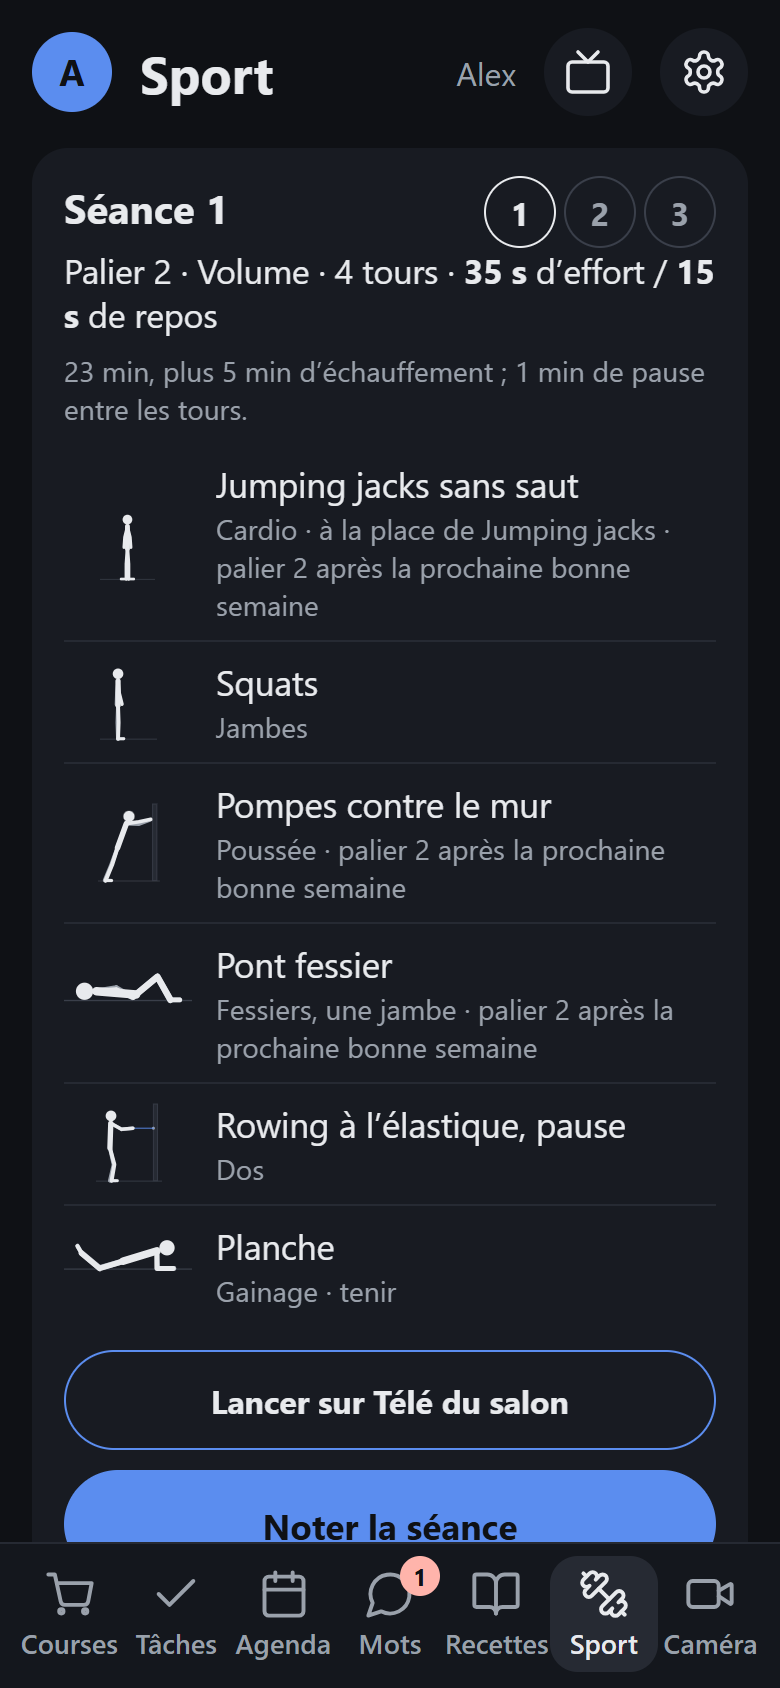 A
Sport
Alex
Séance 1
1
2
3
Palier 2 · Volume · 4 tours · 35 s d’effort / 15
s de repos
23 min, plus 5 min d’échauffement ; 1 min de pause
entre les tours.
Jumping jacks sans saut
Cardio · à la place de Jumping jacks ·
palier 2 après la prochaine bonne
semaine
Squats
Jambes
Pompes contre le mur
Poussée · palier 2 après la prochaine
bonne semaine
Pont fessier
Fessiers, une jambe · palier 2 après la
prochaine bonne semaine
Rowing à l’élastique, pause
Dos
Planche
Gainage · tenir
Lancer sur Télé du salon
Noter la séance
1
Courses
Tâches
Agenda
Mots
Recettes
Sport
Caméra